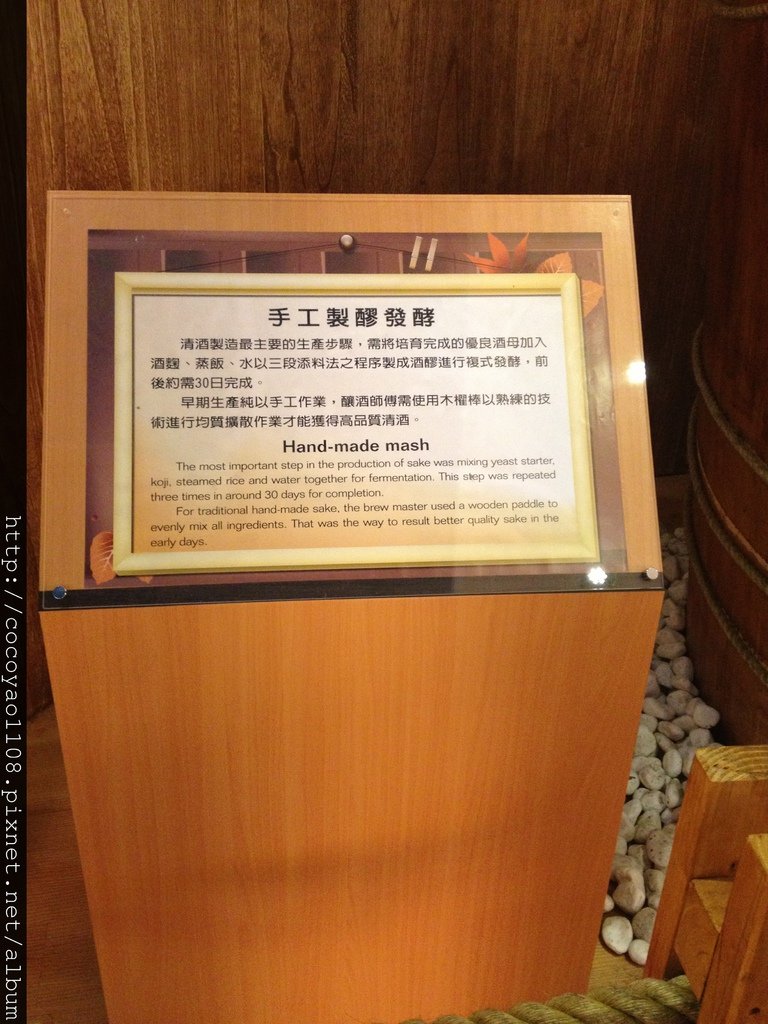 手工製醪發酵
清酒製造最主要的生產步驟，需將培育完成的優良酒母加入
酒麴、蒸飯、水以三段添料法之程序製成酒醪進行複式發酵，前
後約需30日完成。
早期生產純以手工作業，釀酒師傅需使用木櫂棒以熟練的技
術進行均質擴散作業才能獲得高品質清酒。
Hand-made mash
The most important step in the production of sake was mixing yeast starter,
koji, steamed rice and water together for fermentation. This step was repeated
three times in around 30 days for completion.
For traditional hand-made sake, the brew master used a wooden paddle to
evenly mix all ingredients. That was the way to result better quality sake in the
early days.
http://cocoyao1108.pixnet.net/album